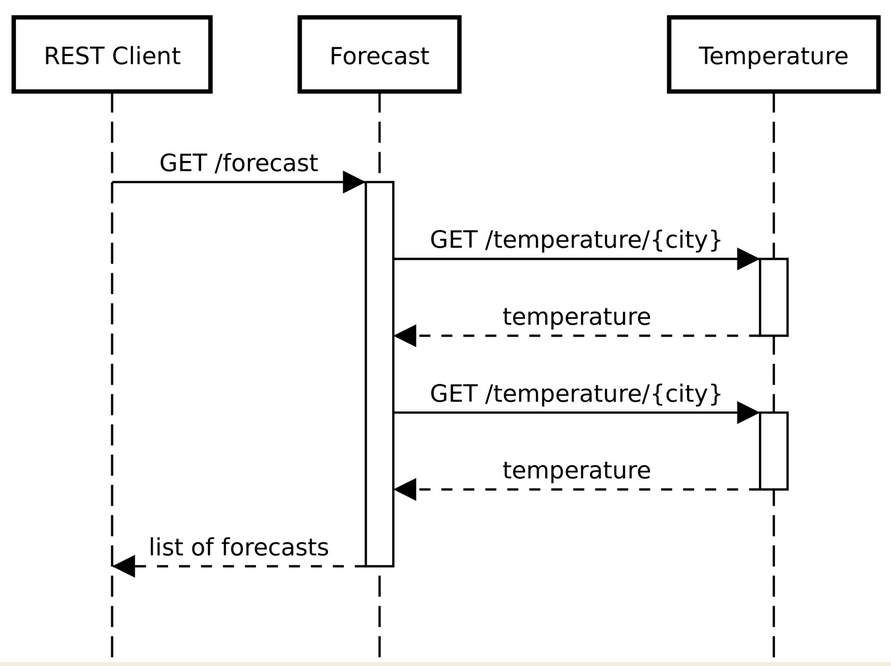 REST Client
Forecast
Temperature
GET /forecast
GET /temperature/{city}
temperature
GET /temperature/{city}
temperature
list of forecasts